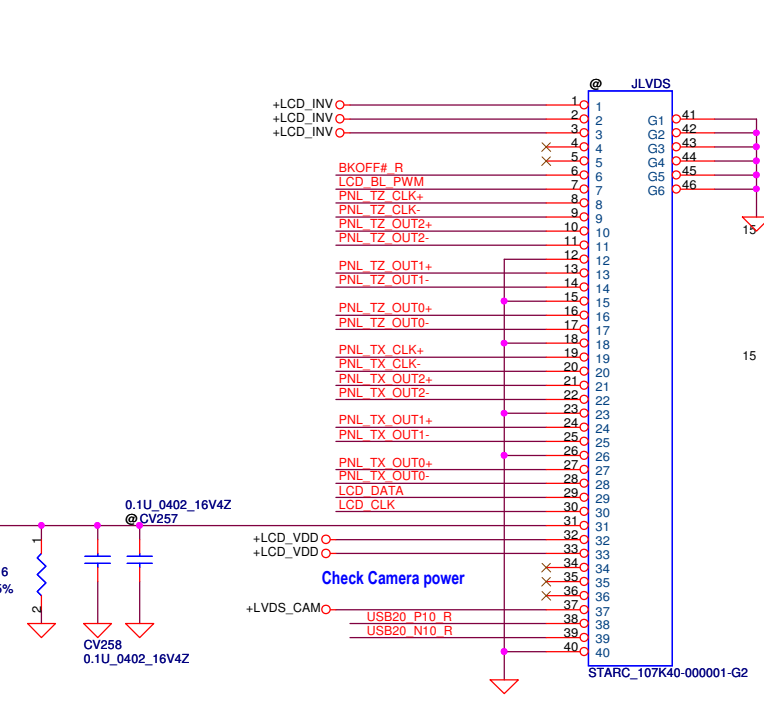 @ JLVDS
+LCD_INV 1 1
+LCD_INV 2 2 G1 41
+LCD_INV 3 3 G2 42
4 4 G3 43
5 5 G4 44
BKOFF#_R 6 6 G5 45
LCD_BL_PWM 7 7 G6 46
PNL_TZ_CLK+ 8 8
PNL_TZ_CLK- 9 9
PNL_TZ_OUT2+ 10 10 15
PNL_TZ_OUT2- 11 11
12 12
PNL_TZ_OUT1+ 13 13
PNL_TZ_OUT1- 14 14
15 15
PNL_TZ_OUT0+ 16 16
PNL_TZ_OUT0- 17 17
18 18
PNL_TX_CLK+ 19 19 15
PNL_TX_CLK- 20 20
PNL_TX_OUT2+ 21 21
PNL_TX_OUT2- 22 22
23 23
PNL_TX_OUT1+ 24 24
PNL_TX_OUT1- 25 25
26 26
PNL_TX_OUT0+ 27 27
PNL_TX_OUT0- 28 28
LCD_DATA 29 29
LCD_CLK 30 30
0.1U_0402_16V4Z
@ CV257 31 31
+LCD_VDD 32 32
+LCD_VDD 33 33
1
34 34
6
Check Camera power 35 35
5%
36 36
2
+LVDS_CAM 37 37
USB20_P10_R 38 38
USB20_N10_R 39 39
40 40
CV258
0.1U_0402_16V4Z
STARC_107K40-000001-G2